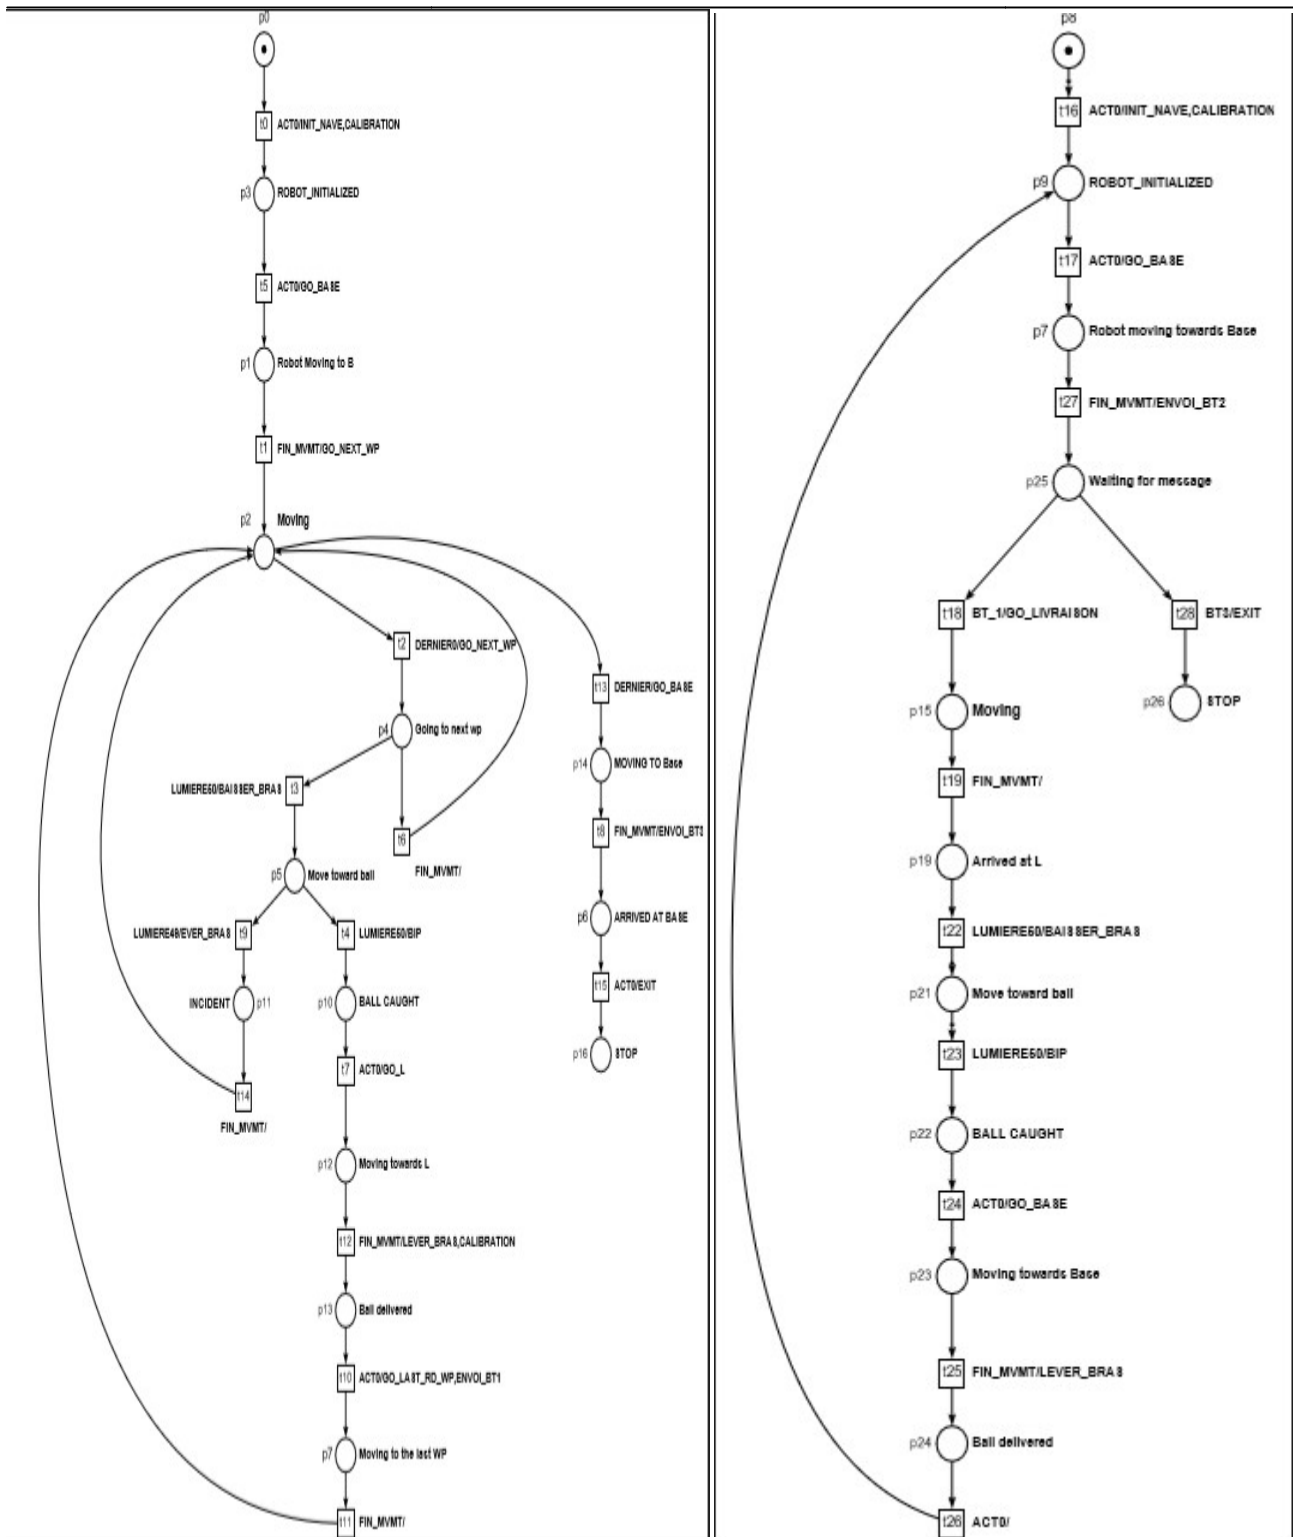 p0
t0 ACT0/INIT_NAVE,CALIBRATION
p3 ROBOT_INITIALIZED
t5 ACT0/GO_BASE
p1 Robot Moving to B
t1 FIN_MVMT/GO_NEXT_WP
p2 Moving
t2 DERNIER0/GO_NEXT_WP
t13 DERNIER/GO_BASE
p4 Going to next wp
p14 MOVING TO Base
LUMIERE50/BAISSER_BRAS t3
t6
FIN_MVMT/
t8 FIN_MVMT/ENVOI_BT3
p5 Move toward ball
p6 ARRIVED AT BASE
LUMIERE49/EVER_BRAS t9
t4 LUMIERE50/BIP
t15 ACT0/EXIT
INCIDENT p11
p10 BALL CAUGHT
p16 STOP
t7 ACT0/GO_L
t14
FIN_MVMT/
p12 Moving towards L
t12 FIN_MVMT/LEVER_BRAS,CALIBRATION
p13 Ball delivered
t10 ACT0/GO_LAST_RD_WP,ENVOI_BT1
p7 Moving to the last WP
t11 FIN_MVMT/
p8
t16 ACT0/INIT_NAVE,CALIBRATION
p9 ROBOT_INITIALIZED
t17 ACT0/GO_BASE
p7 Robot moving towards Base
t27 FIN_MVMT/ENVOI_BT2
p25 Waiting for message
t18 BT_1/GO_LIVRAISON
t28 BT3/EXIT
p15 Moving
p26 STOP
t19 FIN_MVMT/
p19 Arrived at L
t22 LUMIERE50/BAISSER_BRAS
p21 Move toward ball
t23 LUMIERE50/BIP
p22 BALL CAUGHT
t24 ACT0/GO_BASE
p23 Moving towards Base
t25 FIN_MVMT/LEVER_BRAS
p24 Ball delivered
t26 ACT0/